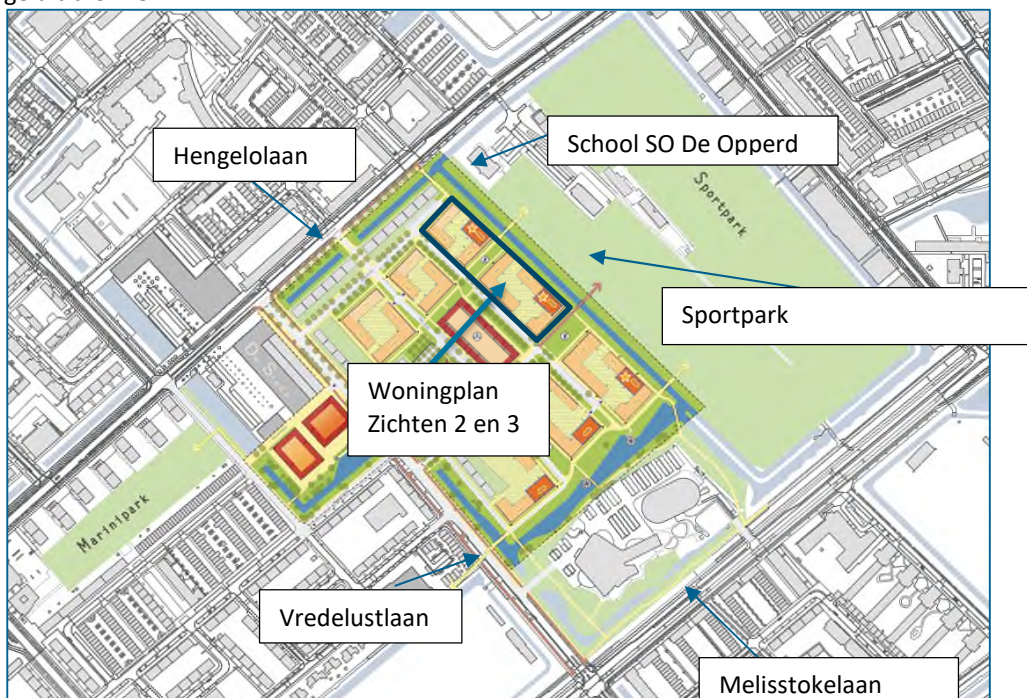 Hengelolaan
School SO De Opperd
Sportpark
Sportpark
Woningplan
Zichten 2 en 3
Marinipark
Vredelustlaan
Melisstokelaan